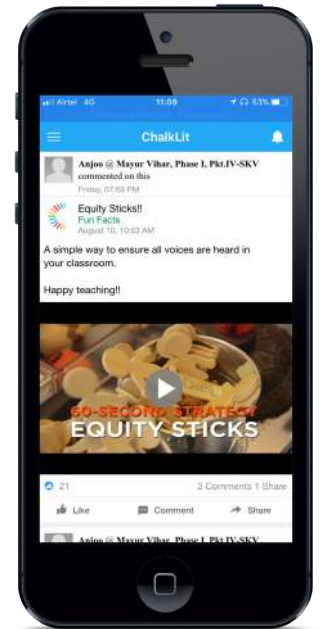 Airtel 4G 11:09 63%
ChalkLit
Anjoo @ Mayur Vihar, Phase I, Pkt.IV-SKV
commented on this
Friday, 07:59 PM
Equity Sticks!!
Fun Facts
August 10, 10:53 AM
A simple way to ensure all voices are heard in
your classroom.
Happy teaching!!
60-SECOND STRATEGY
EQUITY STICKS
21 2 Comments 1 Share
Like Comment Share
Anjoo @ Mayur Vihar, Phase I, Pkt.IV-SKV